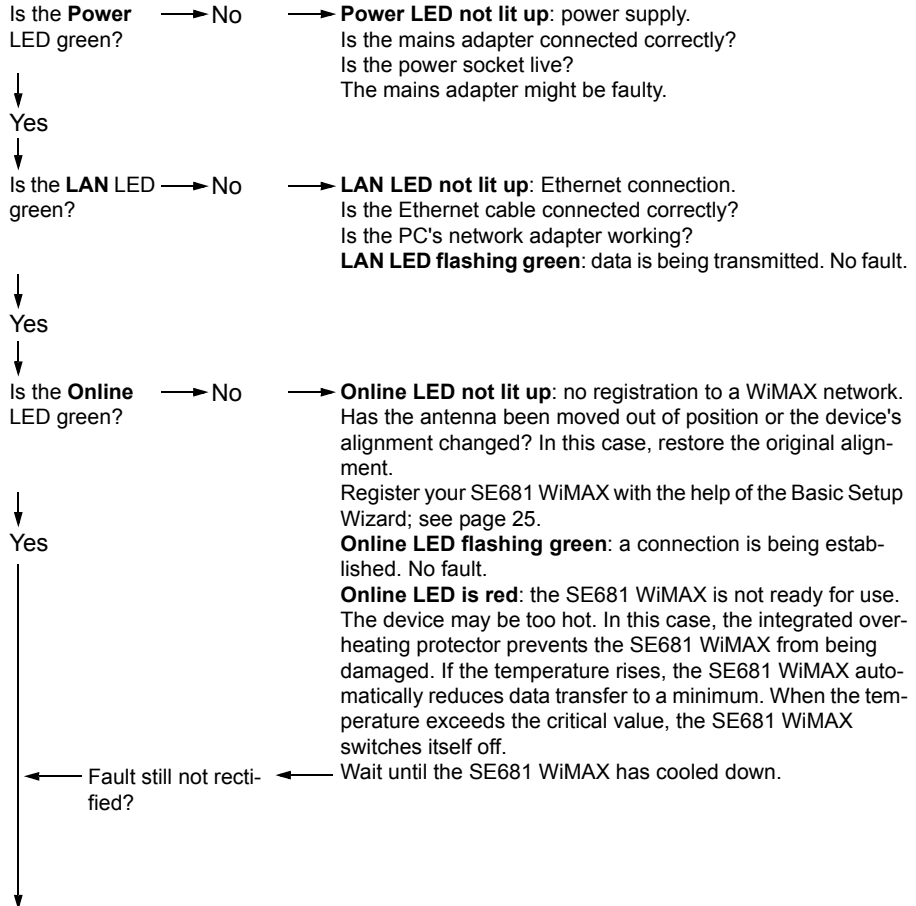 Is the Power LED green?
No
Power LED not lit up: power supply.
Is the mains adapter connected correctly?
Is the power socket live?
The mains adapter might be faulty.
Yes
Is the LAN LED green?
No
LAN LED not lit up: Ethernet connection.
Is the Ethernet cable connected correctly?
Is the PC's network adapter working?
LAN LED flashing green: data is being transmitted. No fault.
Yes
Is the Online LED green?
No
Online LED not lit up: no registration to a WiMAX network.
Has the antenna been moved out of position or the device's
alignment changed? In this case, restore the original align-
ment.
Register your SE681 WiMAX with the help of the Basic Setup
Wizard; see page 25.
Online LED flashing green: a connection is being estab-
lished. No fault.
Online LED is red: the SE681 WiMAX is not ready for use.
The device may be too hot. In this case, the integrated over-
heating protector prevents the SE681 WiMAX from being
damaged. If the temperature rises, the SE681 WiMAX auto-
matically reduces data transfer to a minimum. When the tem-
perature exceeds the critical value, the SE681 WiMAX
switches itself off.
Wait until the SE681 WiMAX has cooled down.
Yes
Fault still not recti-
fied?